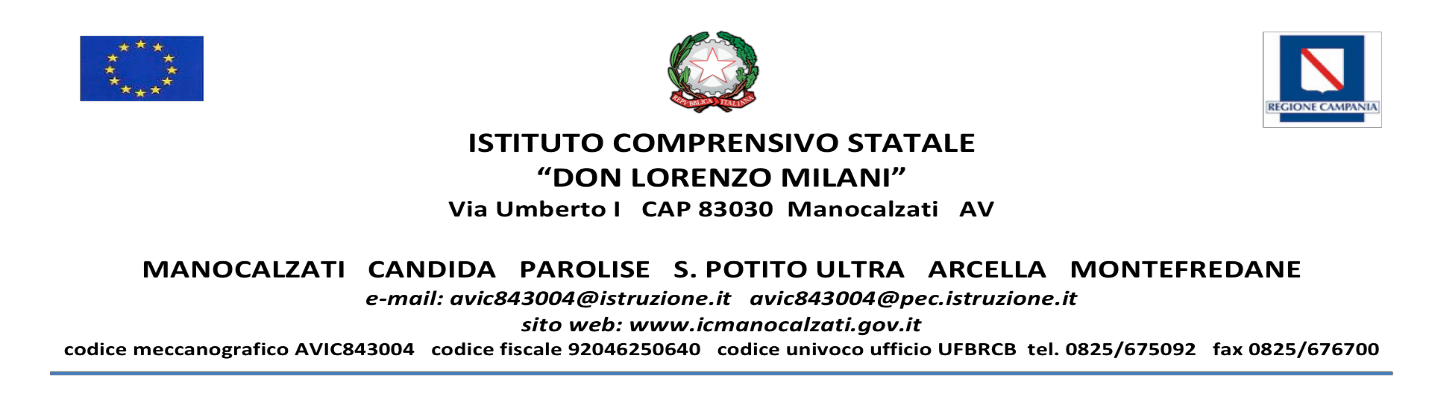 REPVBBLICA ITALIANA
REGIONE CAMPANIA
ISTITUTO COMPRENSIVO STATALE
“DON LORENZO MILANI”
Via Umberto I CAP 83030 Manocalzati AV
MANOCALZATI CANDIDA PAROLISE S. POTITO ULTRA ARCELLA MONTEFREDANE
e-mail: avic843004@istruzione.it avic843004@pec.istruzione.it
sito web: www.icmanocalzati.gov.it
codice meccanografico AVIC843004 codice fiscale 92046250640 codice univoco ufficio UFBRCB tel. 0825/675092 fax 0825/676700